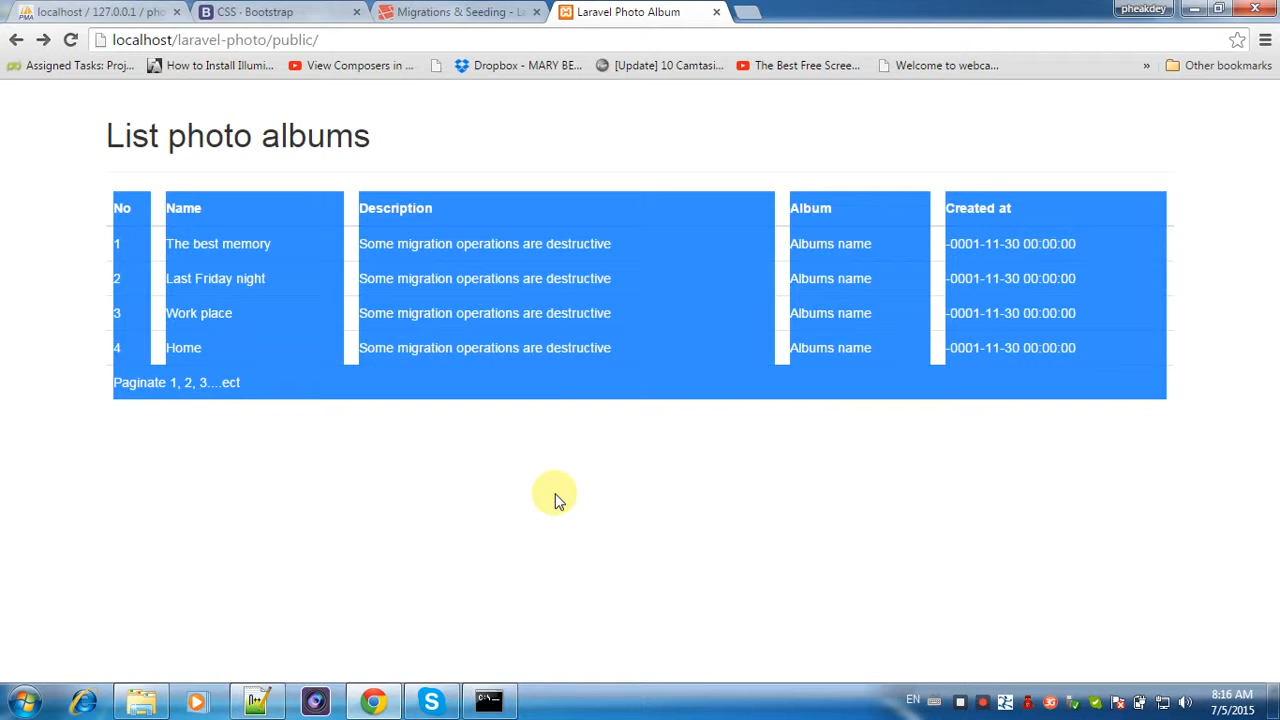 localhost / 127.0.0.1 / pho
CSS · Bootstrap
Migrations & Seeding - La
Laravel Photo Album
pheakdey
localhost/laravel-photo/public/
Assigned Tasks: Proj...
How to Install Illumi...
View Composers in ...
Dropbox - MARY BE...
[Update] 10 Camtasi...
The Best Free Scree...
Welcome to webca...
»
Other bookmarks
List photo albums
No Name Description Album Created at
1 The best memory Some migration operations are destructive Albums name -0001-11-30 00:00:00
2 Last Friday night Some migration operations are destructive Albums name -0001-11-30 00:00:00
3 Work place Some migration operations are destructive Albums name -0001-11-30 00:00:00
4 Home Some migration operations are destructive Albums name -0001-11-30 00:00:00
Paginate 1, 2, 3....ect
EN
8:16 AM
7/5/2015